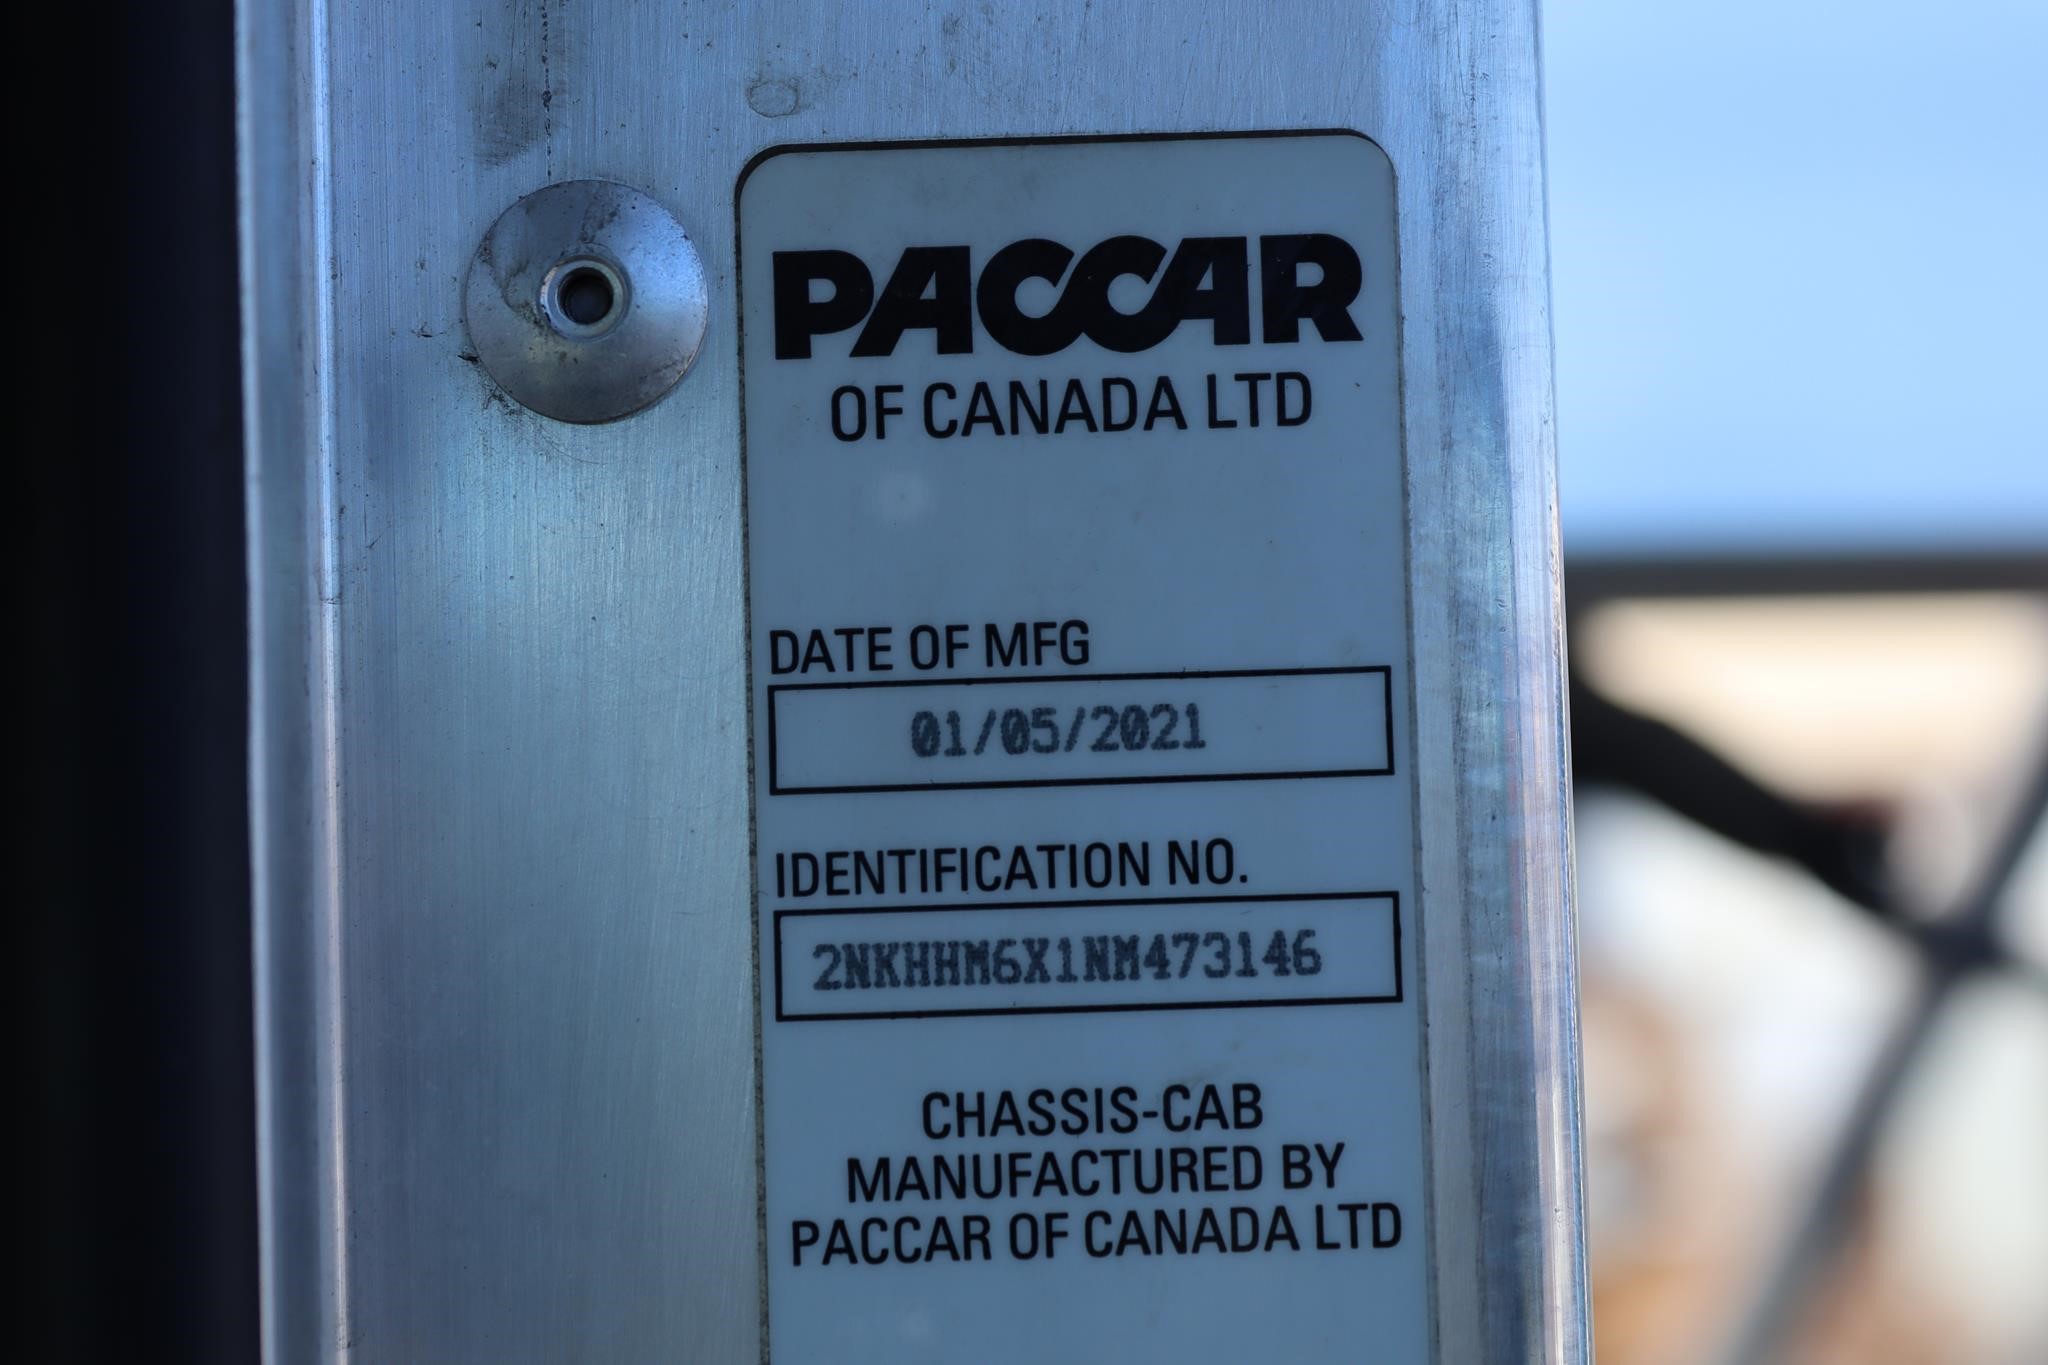 PACCAR
OF CANADA LTD
DATE OF MFG
01/05/2021
IDENTIFICATION NO.
2NKHHM6X1NM473146
CHASSIS-CAB
MANUFACTURED BY
PACCAR OF CANADA LTD